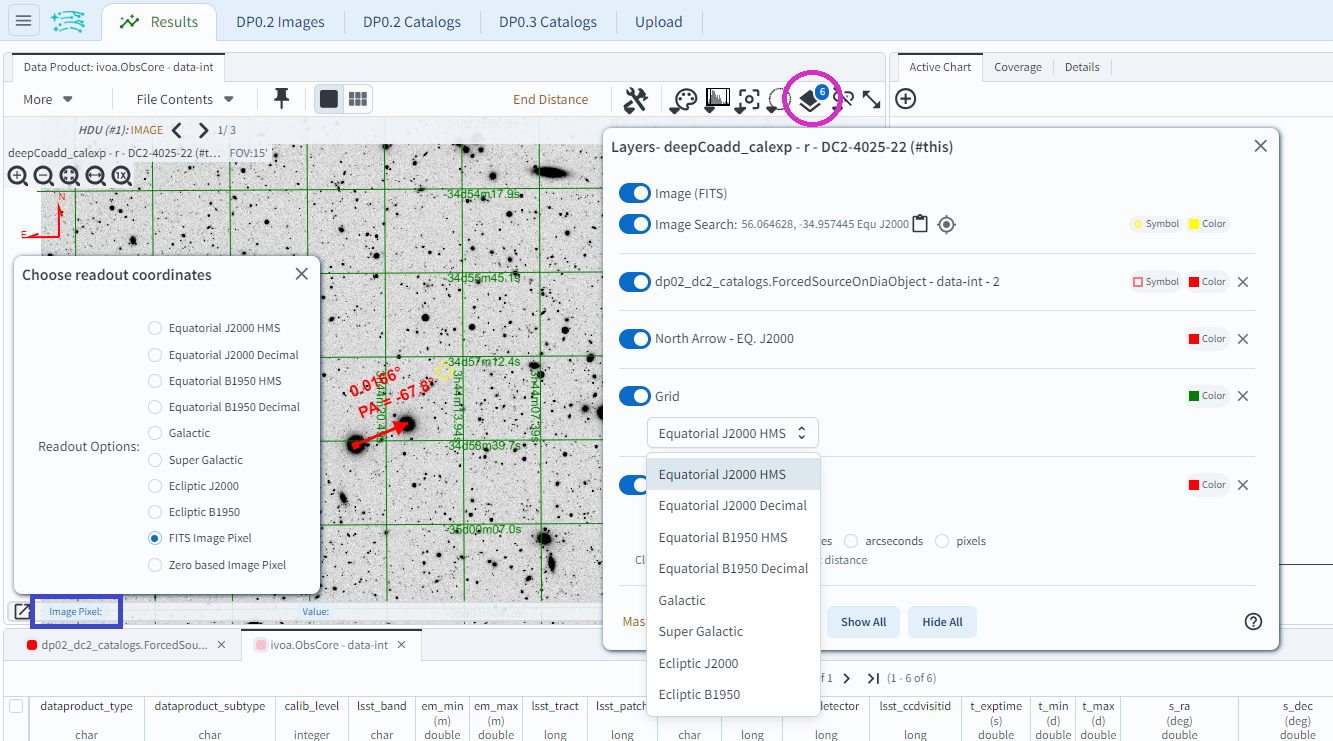 Results
DP0.2 Images
DP0.2 Catalogs
DP0.3 Catalogs
Upload
Data Product: ivoa.ObsCore - data-int
Active Chart
Coverage
Details
More
File Contents
End Distance
6
HDU (#1): IMAGE
1/ 3
deepCoadd_calexp - r - DC2-4025-22 (#t...
FOV:15'
1X
N
E
-34d54m17.9s
-34d55m45.1s
-34d57m12.4s
-34d58m39.7s
-35d00m07.0s
3h44m13.94s
0.0166°
PA = -67.8°
Choose readout coordinates
Readout Options:
Equatorial J2000 HMS
Equatorial J2000 Decimal
Equatorial B1950 HMS
Equatorial B1950 Decimal
Galactic
Super Galactic
Ecliptic J2000
Ecliptic B1950
FITS Image Pixel
Zero based Image Pixel
Image Pixel:
Value:
Layers- deepCoadd_calexp - r - DC2-4025-22 (#this)
Image (FITS)
Image Search: 56.064628, -34.957445 Equ J2000
Symbol
Color
dp02_dc2_catalogs.ForcedSourceOnDiaObject - data-int - 2
Symbol
Color
North Arrow - EQ. J2000
Color
Grid
Color
Equatorial J2000 HMS
Equatorial J2000 HMS
Equatorial J2000 Decimal
Equatorial B1950 HMS
Equatorial B1950 Decimal
Galactic
Super Galactic
Ecliptic J2000
Ecliptic B1950
Color
es
arcseconds
pixels
Cl
t distance
Mas
Show All
Hide All
dp02_dc2_catalogs.ForcedSou...
ivoa.ObsCore - data-int
of 1
(1 - 6 of 6)
dataproduct_type
char
dataproduct_subtype
char
calib_level
integer
lsst_band
char
em_min
(m)
double
em_max
(m)
double
lsst_tract
long
lsst_patch
long
char
detector
long
lsst_ccdvisitid
long
t_exptime
(s)
double
t_min
(d)
double
t_max
(d)
double
s_ra
(deg)
double
s_dec
(deg)
double